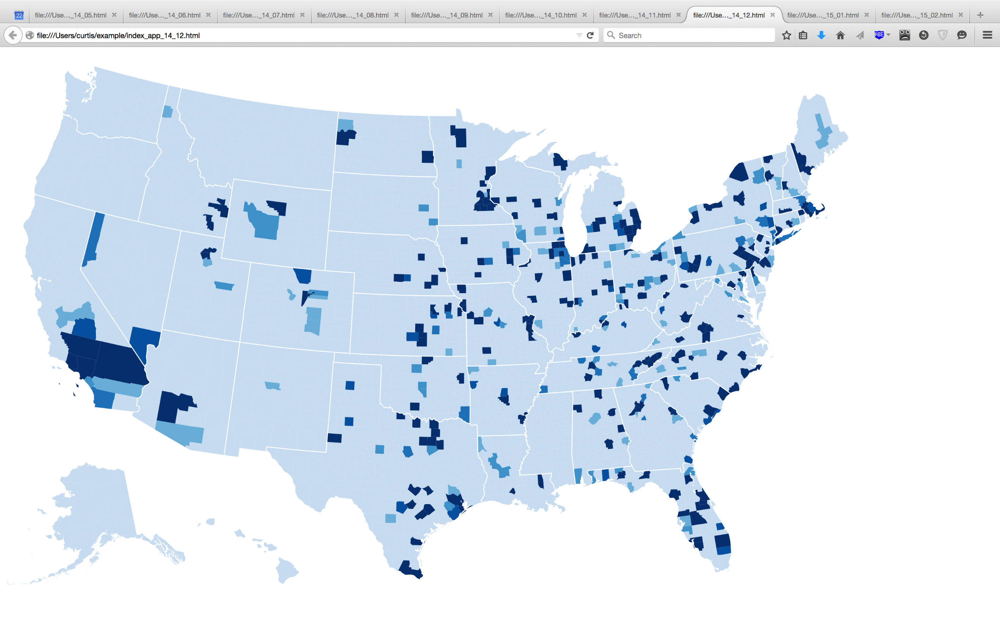 22
file:///Use..._14_05.html
file:///Use..._14_06.html
file:///Use..._14_07.html
file:///Use..._14_08.html
file:///Use..._14_09.html
file:///Use..._14_10.html
file:///Use..._14_11.html
file:///Use..._14_12.html
file:///Use..._15_01.html
file:///Use..._15_02.html
file:///Users/curtis/example/index_app_14_12.html
Search
ABE